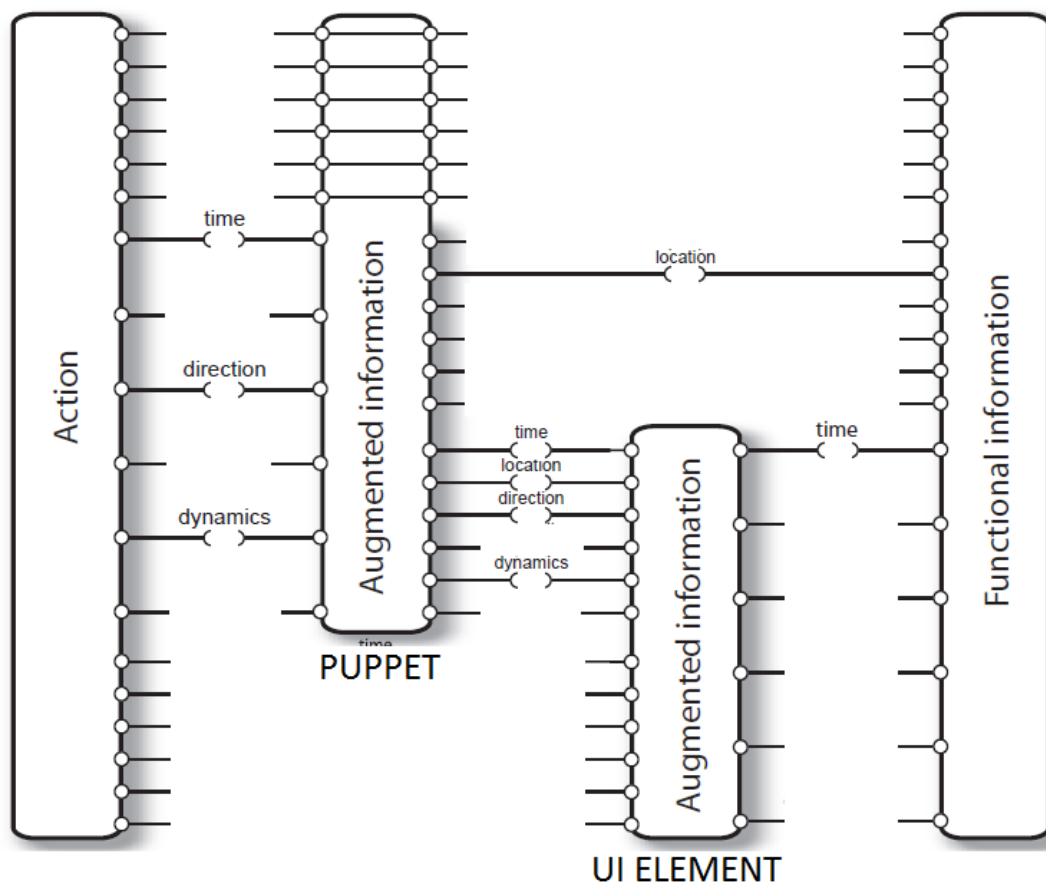 Action
time
direction
dynamics
Augmented information
time
PUPPET
location
time
location
direction
dynamics
Augmented information
UI ELEMENT
time
Functional information